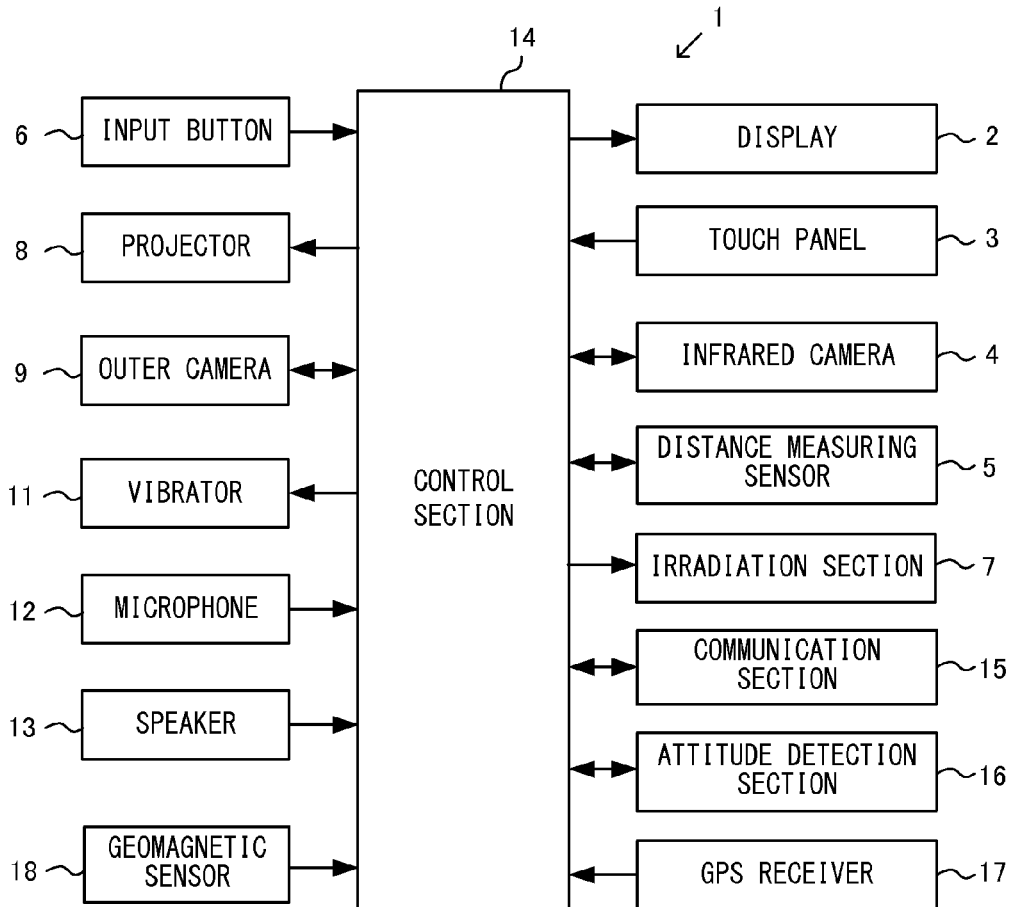 1
14
6
INPUT BUTTON
DISPLAY
2
8
PROJECTOR
TOUCH PANEL
3
9
OUTER CAMERA
INFRARED CAMERA
4
11
VIBRATOR
CONTROL
SECTION
DISTANCE MEASURING
SENSOR
5
12
MICROPHONE
IRRADIATION SECTION
7
13
SPEAKER
COMMUNICATION
SECTION
15
ATTITUDE DETECTION
SECTION
16
18
GEOMAGNETIC
SENSOR
GPS RECEIVER
17